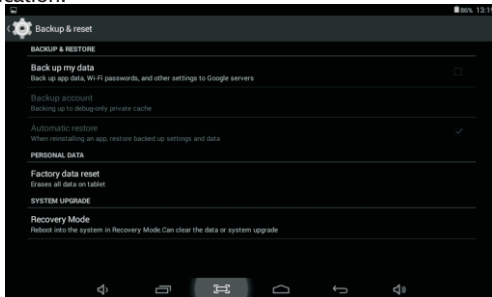 ication.
86% 13:19
Backup & reset
BACKUP & RESTORE
Back up my data
Back up app data, Wi-Fi passwords, and other settings to Google servers
Backup account
Backing up to debug-only private cache
Automatic restore
When reinstalling an app, restore backed up settings and data
PERSONAL DATA
Factory data reset
Erases all data on tablet
SYSTEM UPGRADE
Recovery Mode
Reboot into the system in Recovery Mode.Can clear the data or system upgrade